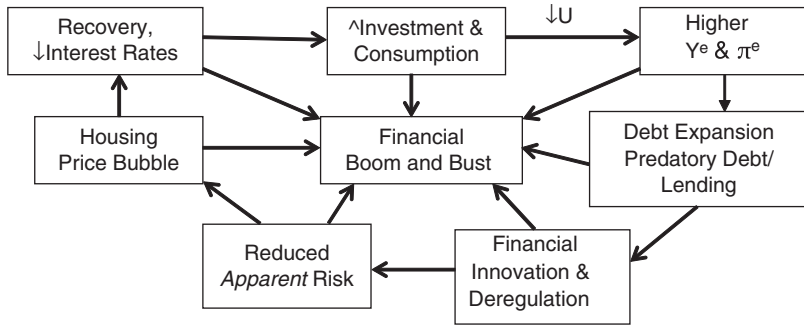 Recovery,
↓Interest Rates
^Investment &
Consumption
↓U
Higher
Yᵉ & πᵉ
Housing
Price Bubble
Financial
Boom and Bust
Debt Expansion
Predatory Debt/
Lending
Reduced
Apparent Risk
Financial
Innovation &
Deregulation